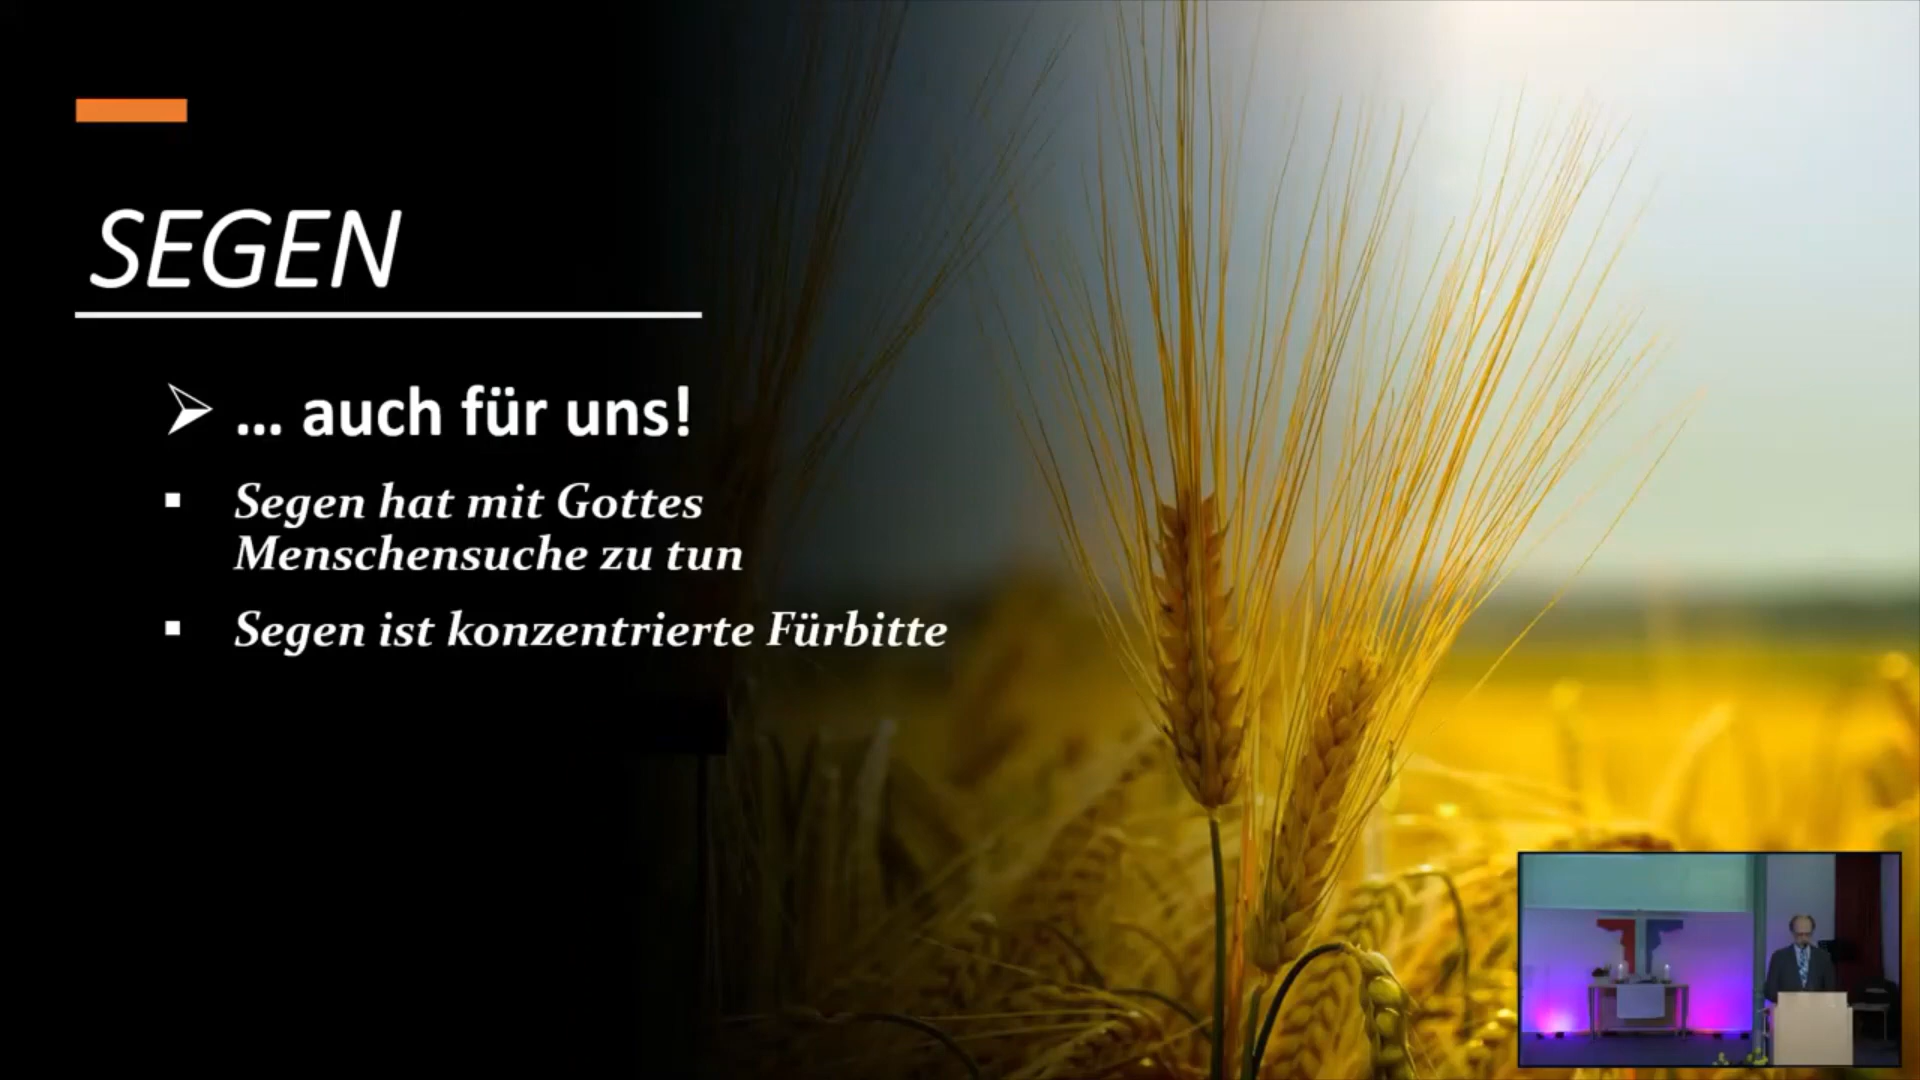 SEGEN
... auch für uns!
Segen hat mit Gottes
Menschensuche zu tun
Segen ist konzentrierte Fürbitte